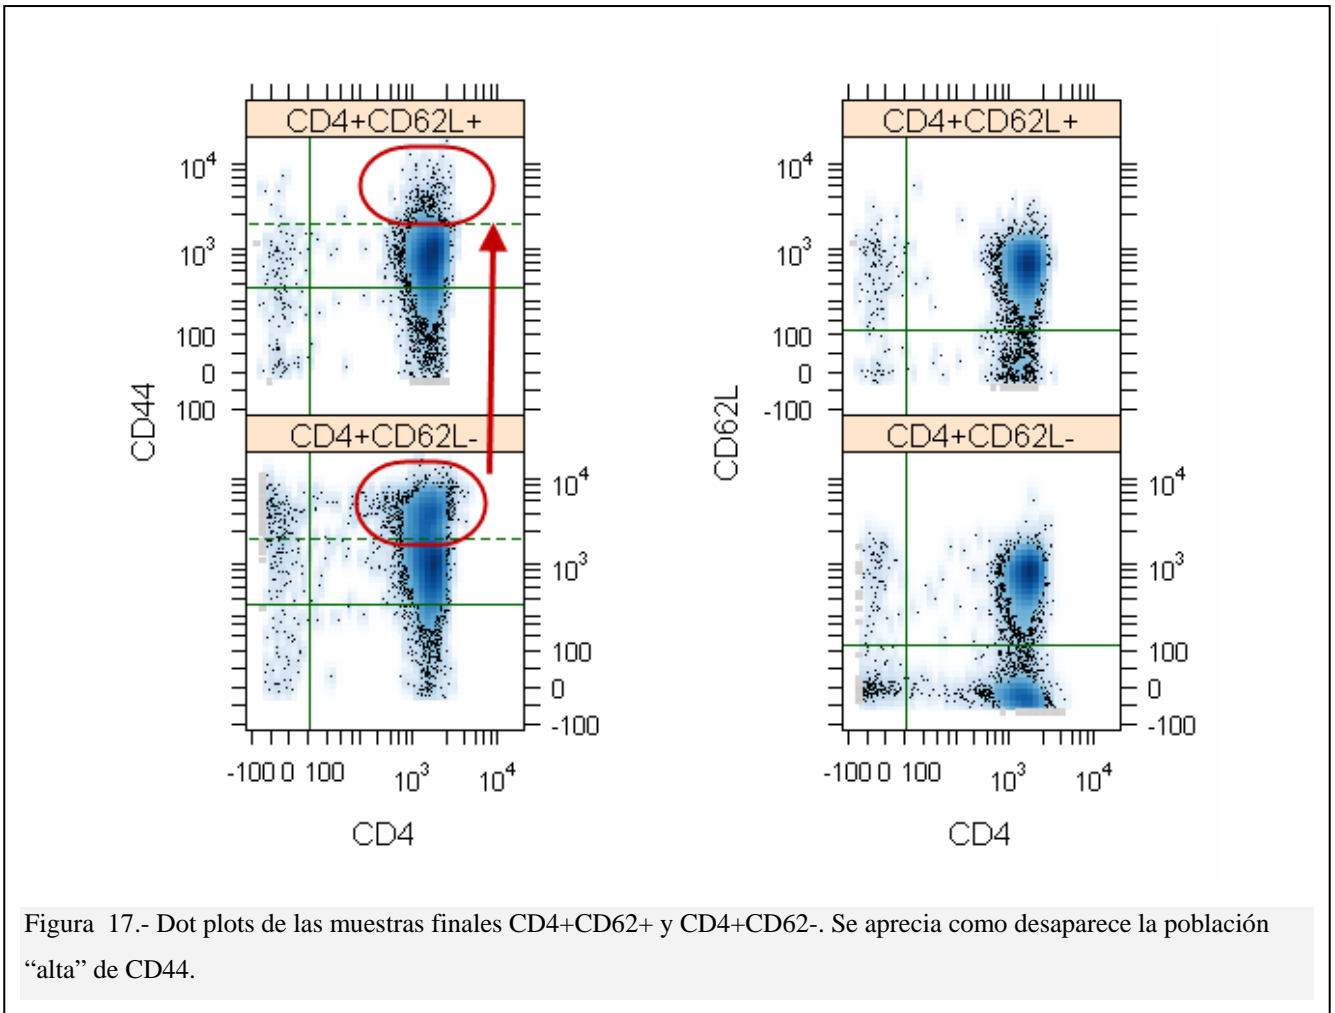 CD4+CD62L+
10⁴
10³
100
0
100
CD44
CD4+CD62L-
10⁴
10³
100
0
-100
-100 0 100 10³ 10⁴
CD4
CD4+CD62L+
10⁴
10³
100
0
-100
CD62L
CD4+CD62L-
10⁴
10³
100
0
-100
-100 0 100 10³ 10⁴
CD4
Figura 17.- Dot plots de las muestras finales CD4+CD62+ y CD4+CD62-. Se aprecia como desaparece la población
“alta” de CD44.